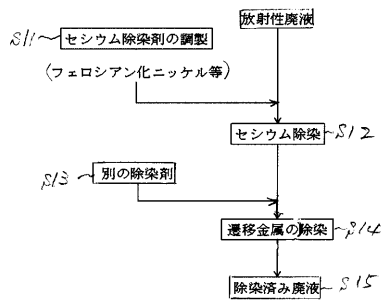 放射性廃液
S11 セシウム除染剤の調製
(フェロシアン化ニッケル等)
セシウム除染 S12
S13 別の除染剤
遷移金属の除染 S14
除染済み廃液 S15